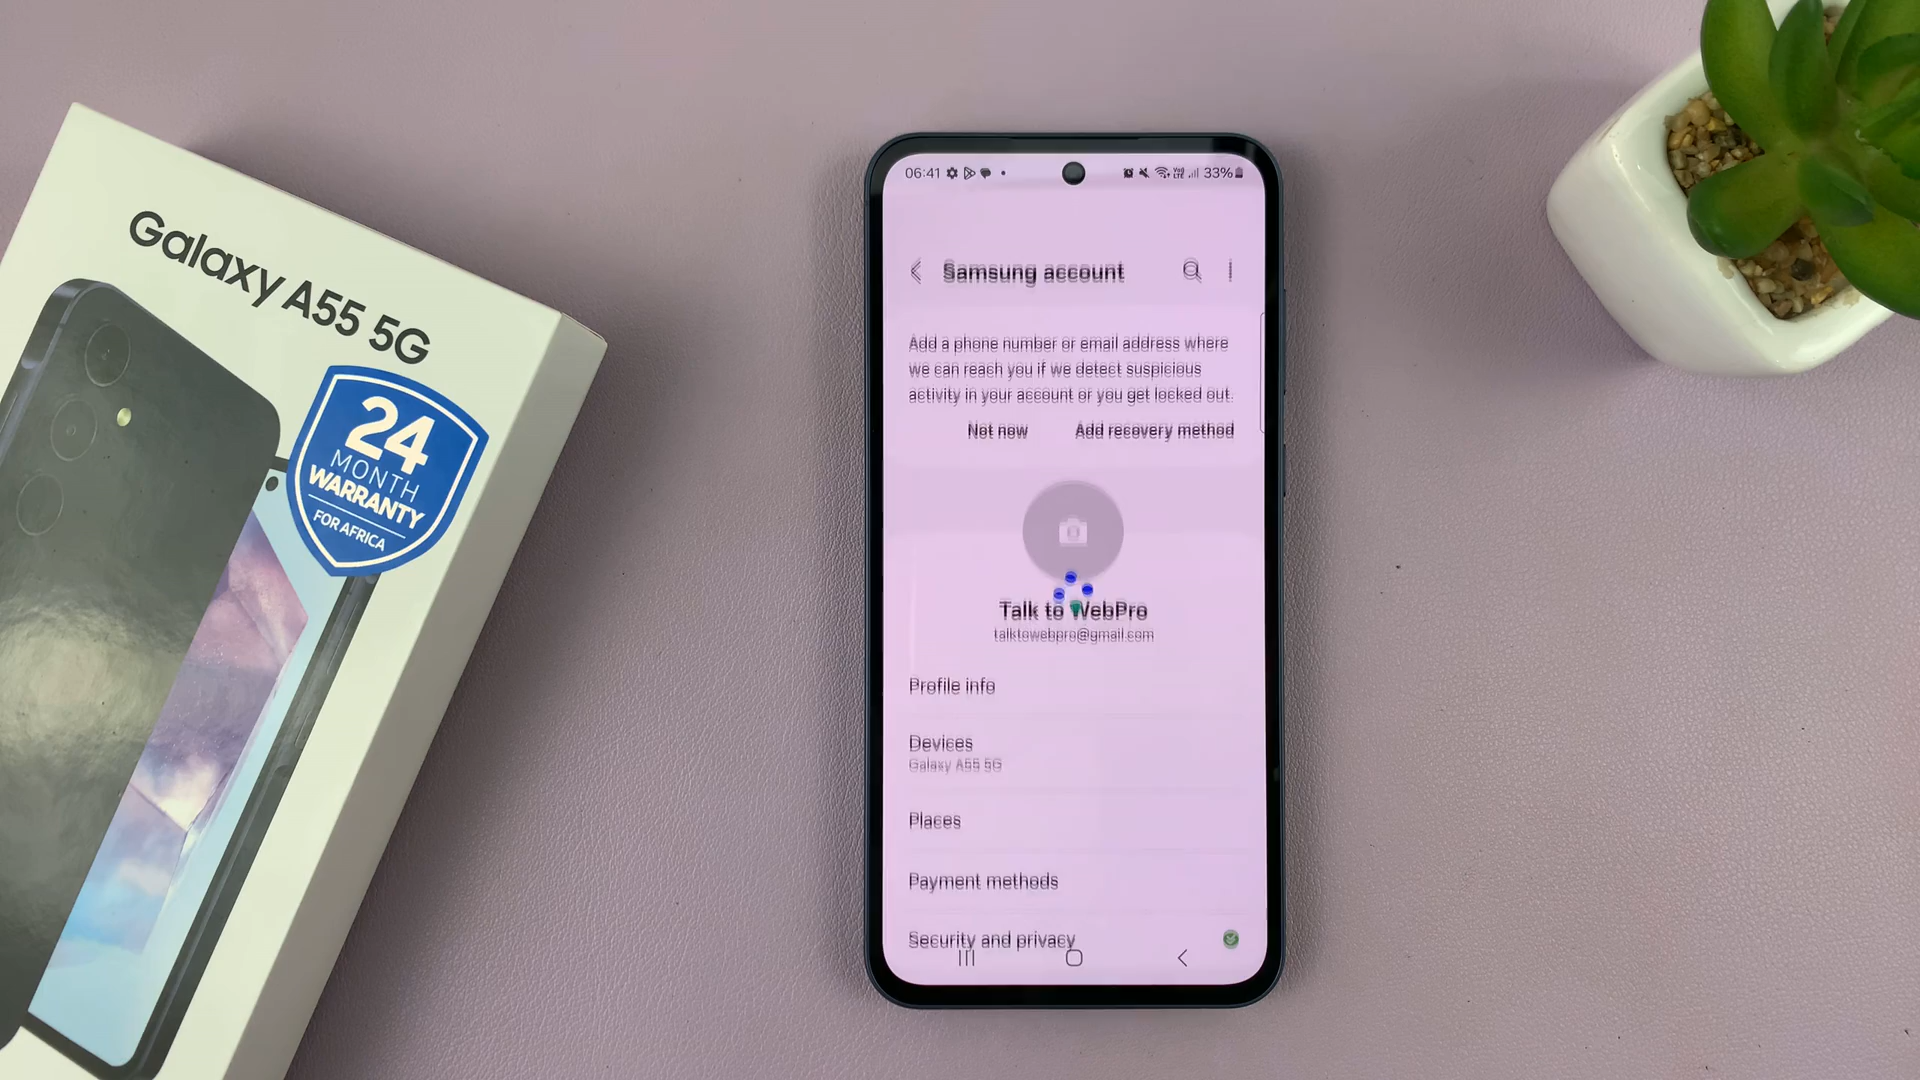 Galaxy A55 5G
24
MONTH
WARRANTY
FOR AFRICA
06:41
33%
Samsung account
Add a phone number or email address where
we can reach you if we detect suspicious
activity in your account or you get locked out.
Not now
Add recovery method
Talk to WebPro
talktowebpro@gmail.com
Profile info
Devices
Galaxy A55 5G
Places
Payment methods
Security and privacy